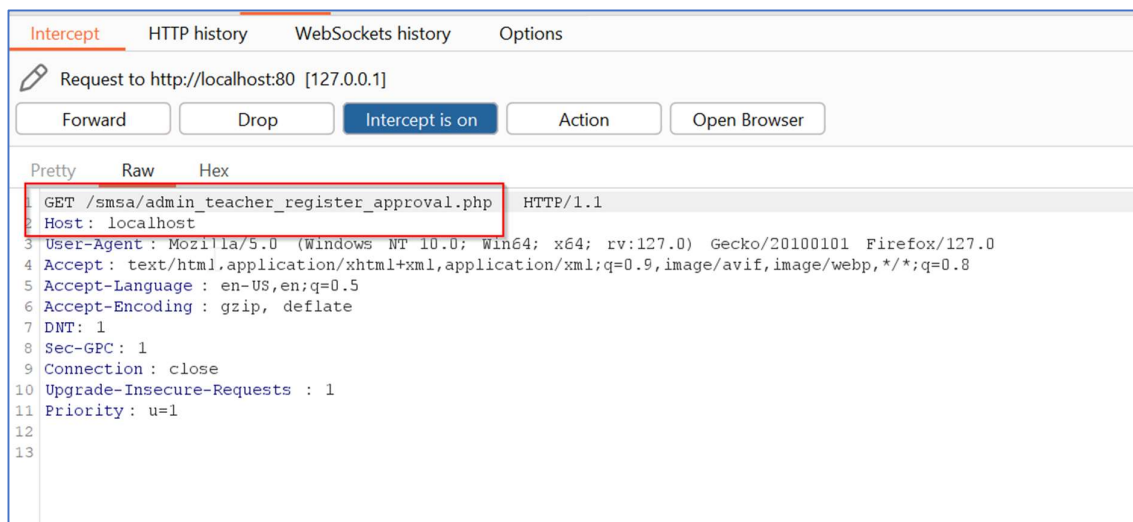 Intercept HTTP history WebSockets history Options
Request to http://localhost:80 [127.0.0.1]
Forward Drop Intercept is on Action Open Browser
Pretty Raw Hex
1 GET /smsa/admin_teacher_register_approval.php HTTP/1.1
2 Host: localhost
3 User-Agent: Mozilla/5.0 (Windows NT 10.0; Win64; x64; rv:127.0) Gecko/20100101 Firefox/127.0
4 Accept: text/html,application/xhtml+xml,application/xml;q=0.9,image/avif,image/webp,*/*;q=0.8
5 Accept-Language : en-US,en;q=0.5
6 Accept-Encoding : gzip, deflate
7 DNT: 1
8 Sec-GPC: 1
9 Connection : close
10 Upgrade-Insecure-Requests : 1
11 Priority: u=1
12
13